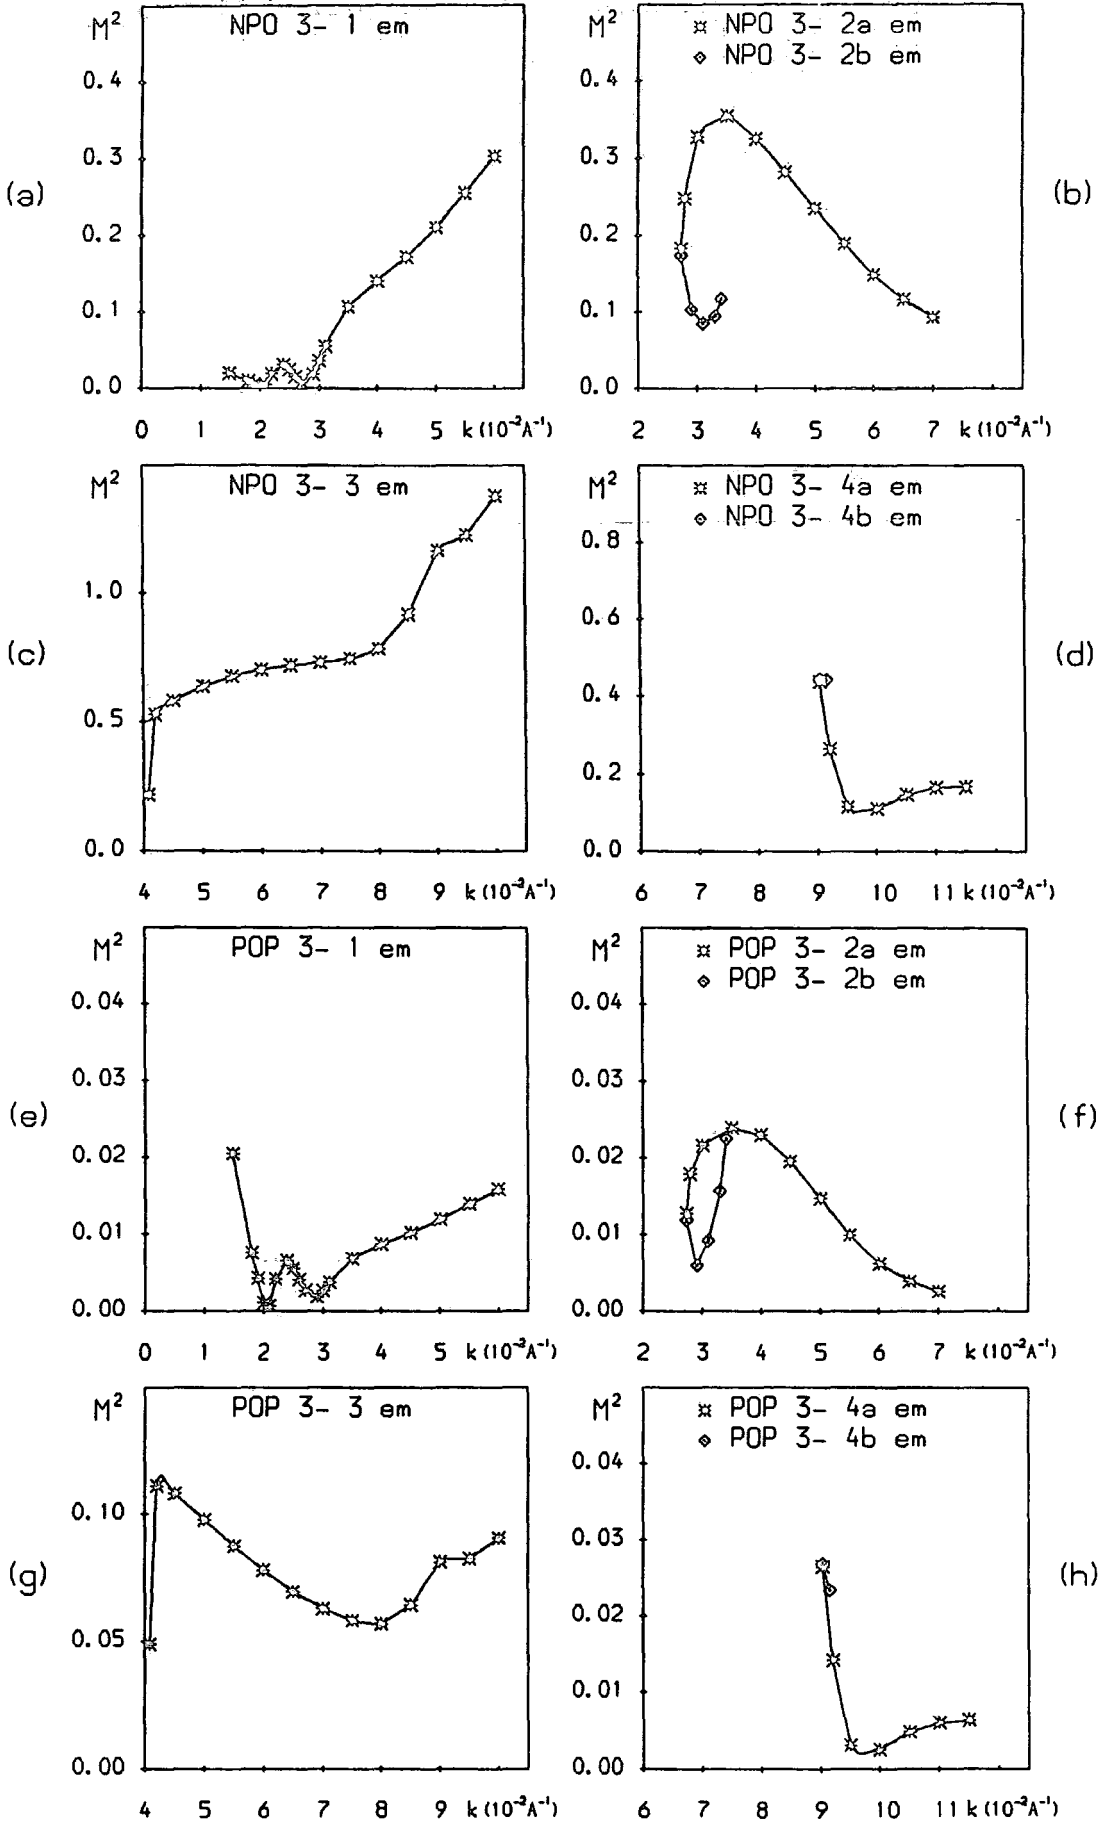 (a)
M²
NPO 3- 1 em
0.4
0.3
0.2
0.1
0.0
0 1 2 3 4 5 k (10⁻²A⁻¹)
(b)
M²
NPO 3- 2a em
NPO 3- 2b em
0.4
0.3
0.2
0.1
0.0
2 3 4 5 6 7 k (10⁻²A⁻¹)
(c)
M²
NPO 3- 3 em
1.0
0.5
0.0
4 5 6 7 8 9 k (10⁻²A⁻¹)
(d)
M²
NPO 3- 4a em
NPO 3- 4b em
0.8
0.6
0.4
0.2
0.0
6 7 8 9 10 11 k (10⁻²A⁻¹)
(e)
M²
POP 3- 1 em
0.04
0.03
0.02
0.01
0.00
0 1 2 3 4 5 k (10⁻²A⁻¹)
(f)
M²
POP 3- 2a em
POP 3- 2b em
0.04
0.03
0.02
0.01
0.00
2 3 4 5 6 7 k (10⁻²A⁻¹)
(g)
M²
POP 3- 3 em
0.10
0.05
0.00
4 5 6 7 8 9 k (10⁻²A⁻¹)
(h)
M²
POP 3- 4a em
POP 3- 4b em
0.04
0.03
0.02
0.01
0.00
6 7 8 9 10 11 k (10⁻²A⁻¹)